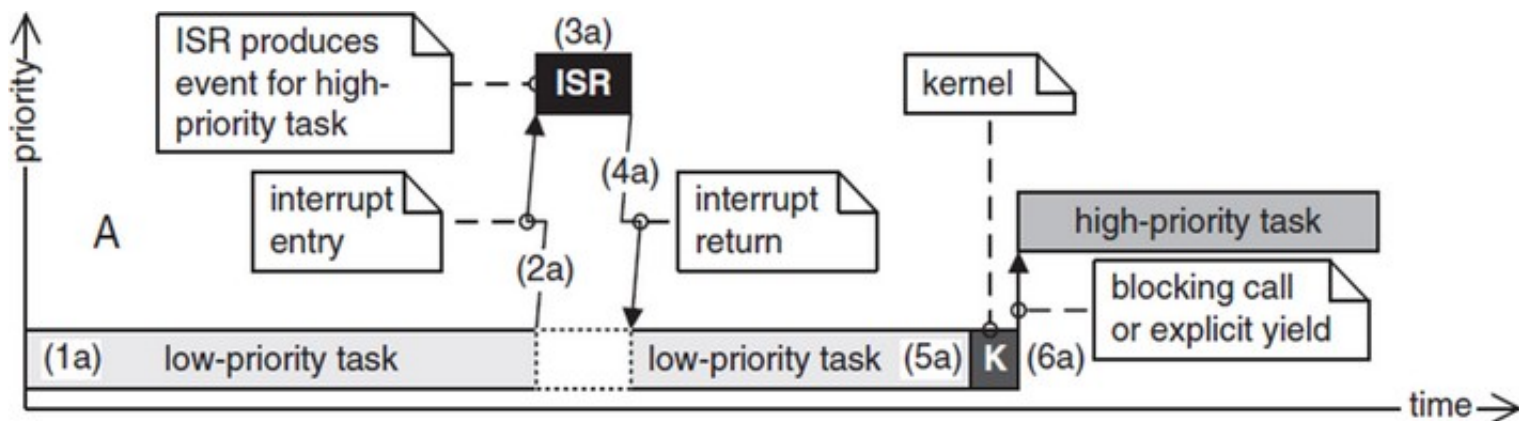 priority
ISR produces
event for high-
priority task
(3a)
ISR
kernel
interrupt
entry
(4a)
interrupt
return
A
(2a)
high-priority task
blocking call
or explicit yield
(1a)
low-priority task
low-priority task
(5a)
K
(6a)
time